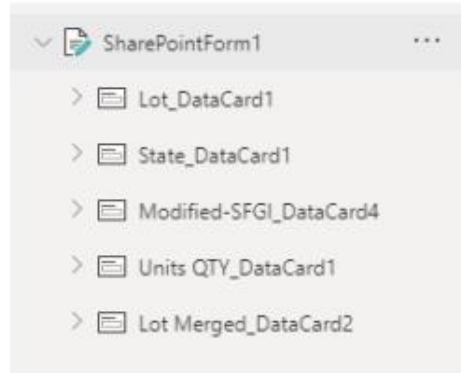 SharePointForm1
Lot_DataCard1
State_DataCard1
Modified-SFGI_DataCard4
Units QTY_DataCard1
Lot Merged_DataCard2